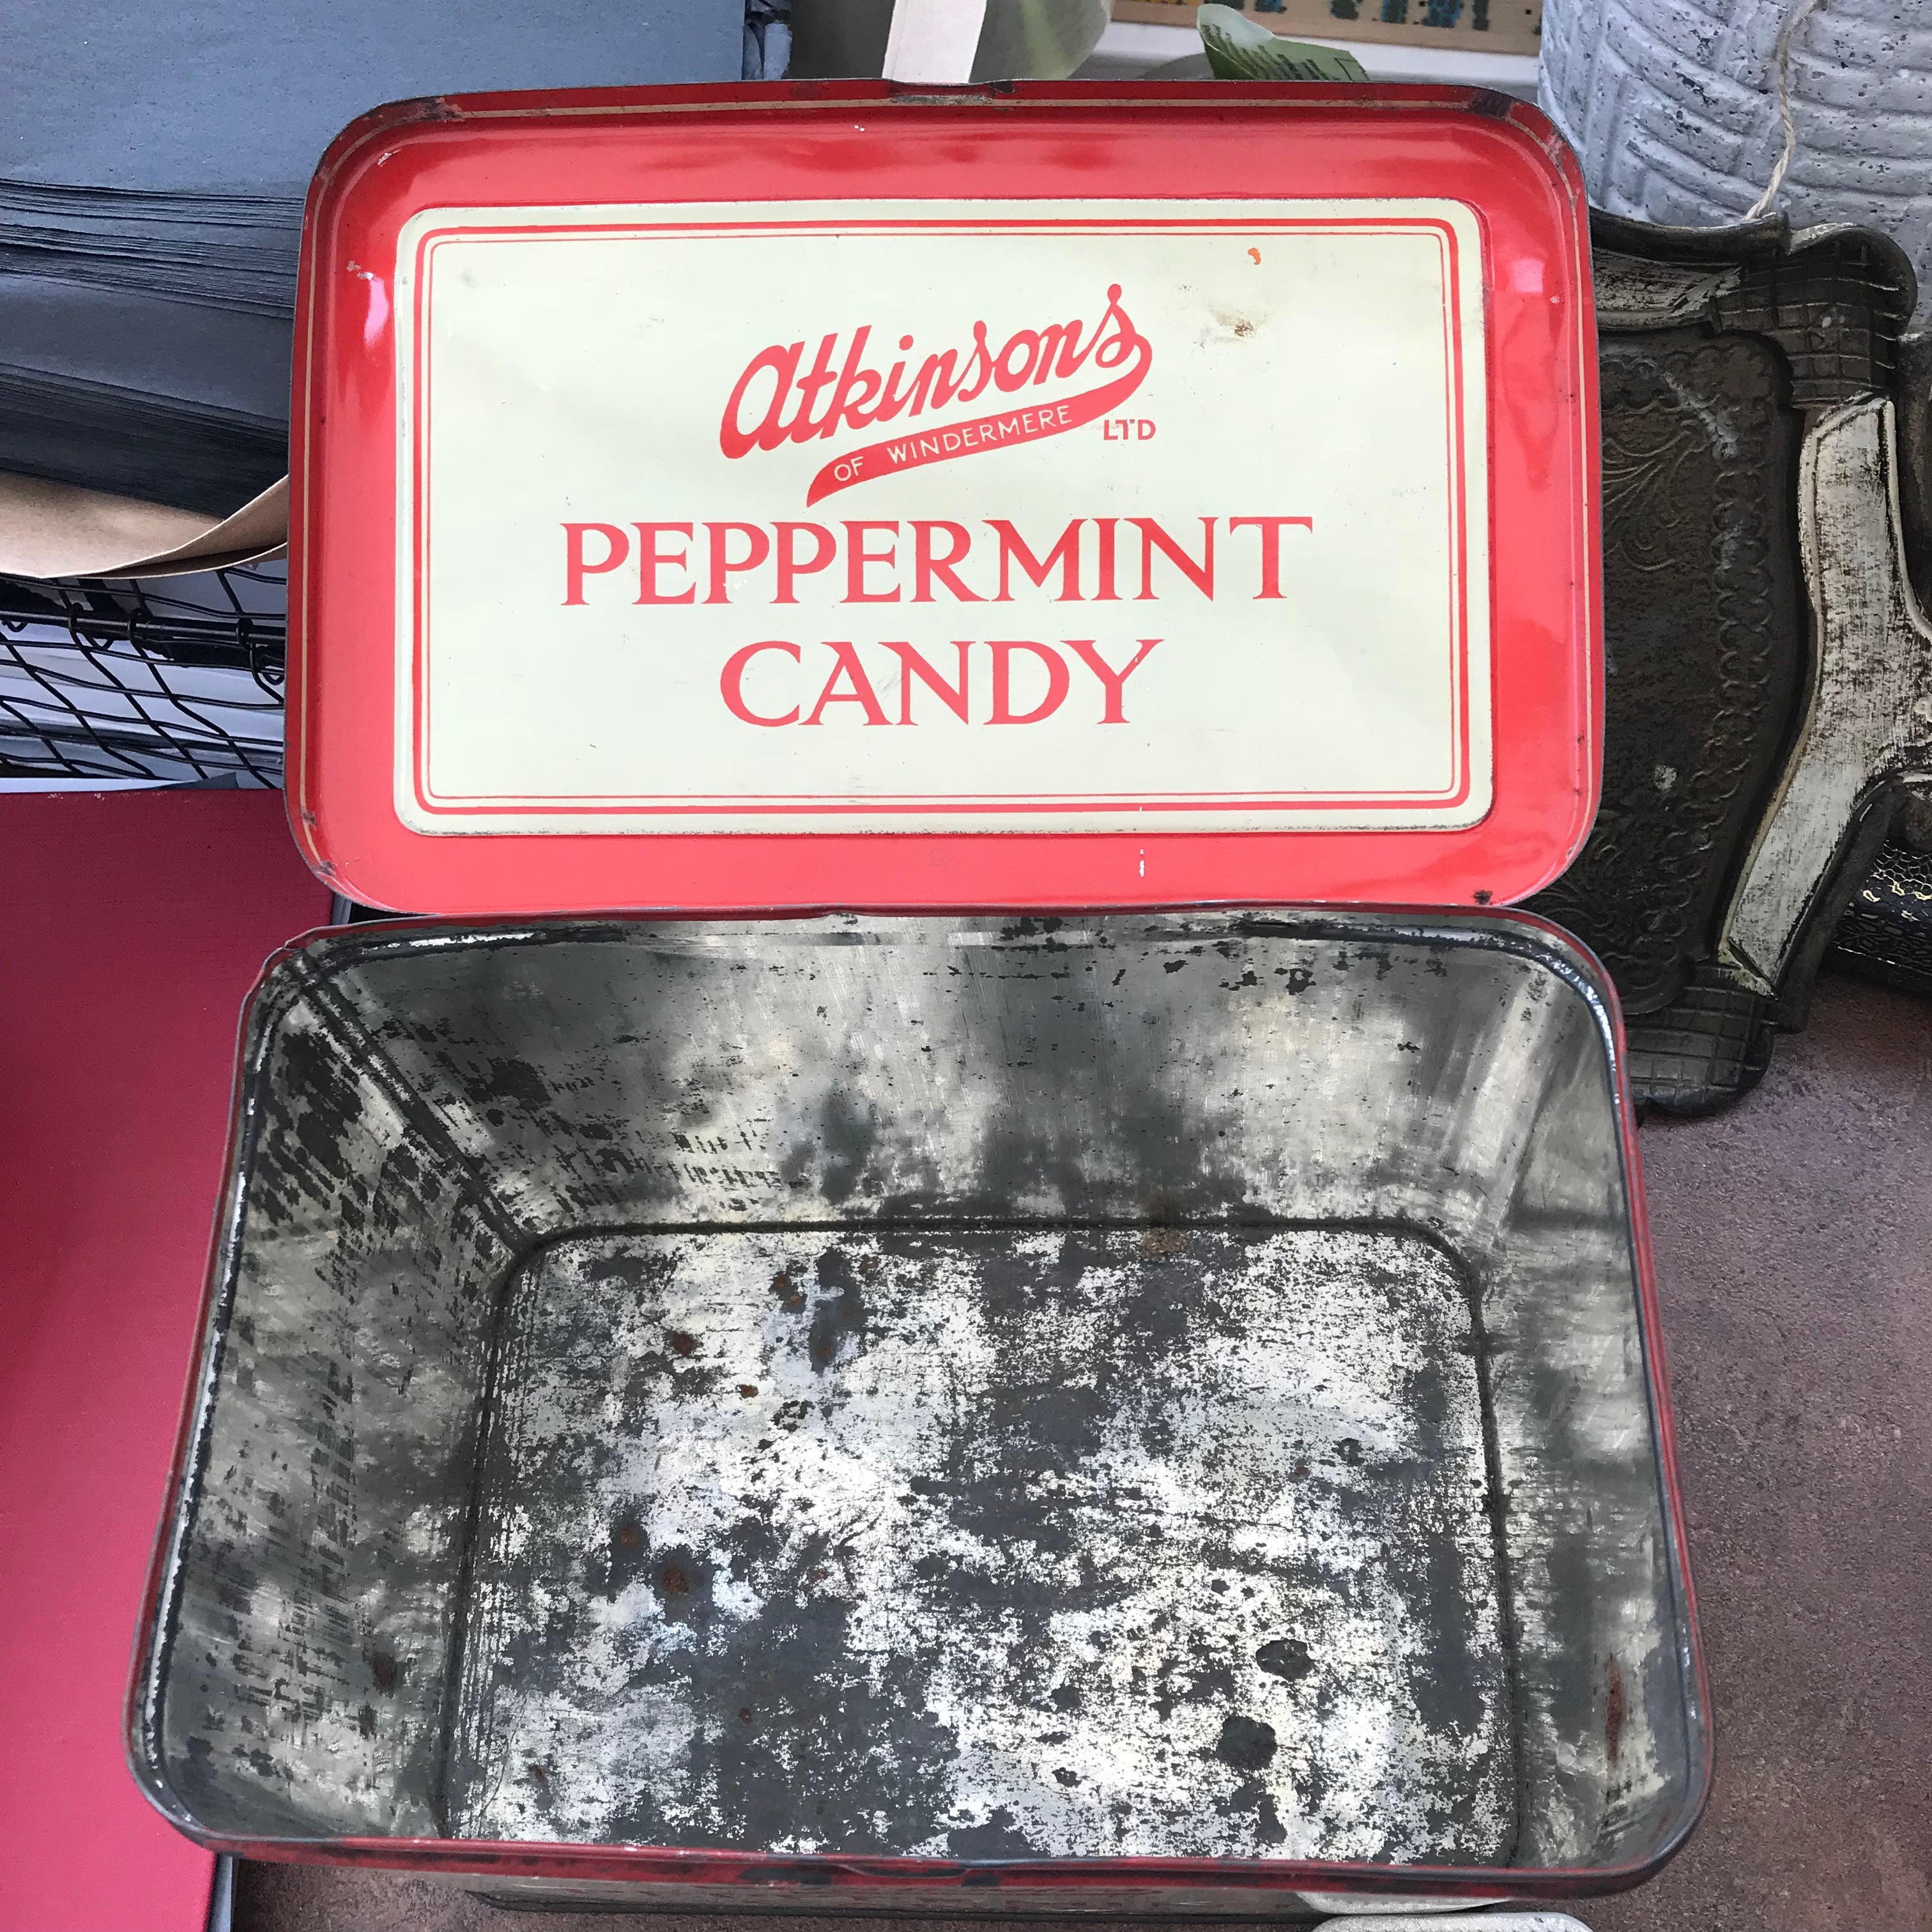 Atkinsons
OF WINDERMERE LTD
PEPPERMINT
CANDY